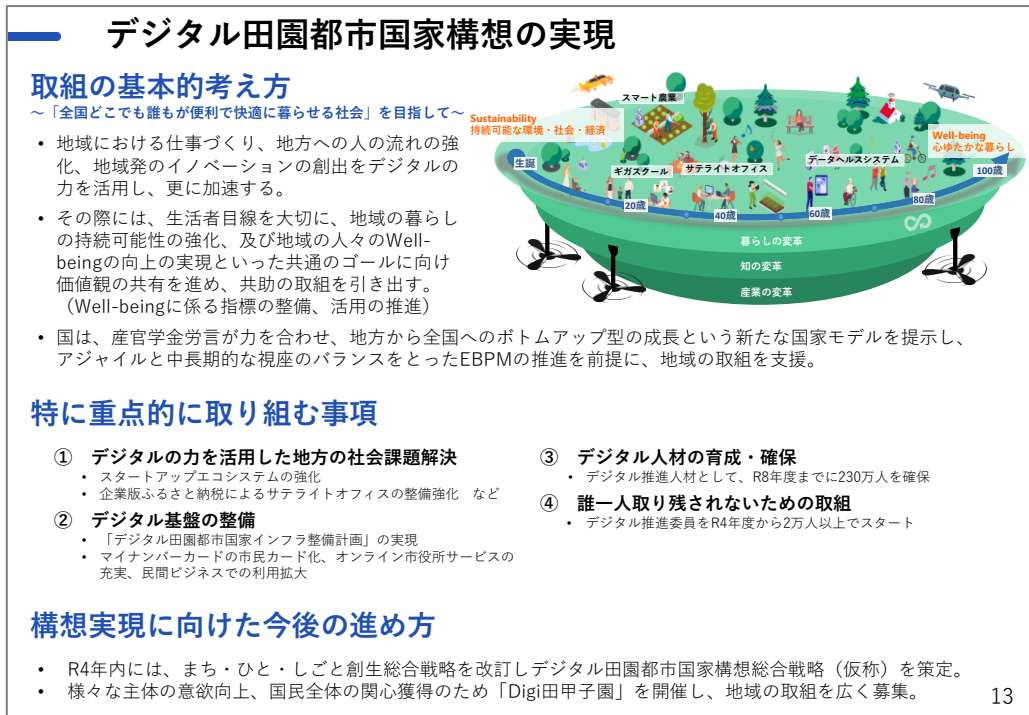 デジタル田園都市国家構想の実現
取組の基本的考え方
～「全国どこでも誰もが便利で快適に暮らせる社会」を目指して～
• 地域における仕事づくり、地方への人の流れの強
化、地域発のイノベーションの創出をデジタルの
力を活用し、更に加速する。
• その際には、生活者目線を大切に、地域の暮らし
の持続可能性の強化、及び地域の人々のWell-
beingの向上の実現といった共通のゴールに向け
価値観の共有を進め、共助の取組を引き出す。
（Well-beingに係る指標の整備、活用の推進）
Sustainability
持続可能な環境・社会・経済
スマート農業
Well-being
心ゆたかな暮らし
生誕
ギガスクール
サテライトオフィス
データヘルスシステム
100歳
20歳
40歳
60歳
80歳
暮らしの変革
知の変革
産業の変革
• 国は、産官学金労言が力を合わせ、地方から全国へのボトムアップ型の成長という新たな国家モデルを提示し、
アジャイルと中長期的な視座のバランスをとったEBPMの推進を前提に、地域の取組を支援。
特に重点的に取り組む事項
① デジタルの力を活用した地方の社会課題解決
• スタートアップエコシステムの強化
• 企業版ふるさと納税によるサテライトオフィスの整備強化 など
② デジタル基盤の整備
• 「デジタル田園都市国家インフラ整備計画」の実現
• マイナンバーカードの市民カード化、オンライン市役所サービスの
充実、民間ビジネスでの利用拡大
③ デジタル人材の育成・確保
• デジタル推進人材として、R8年度までに230万人を確保
④ 誰一人取り残されないための取組
• デジタル推進委員をR4年度から2万人以上でスタート
構想実現に向けた今後の進め方
• R4年内には、まち・ひと・しごと創生総合戦略を改訂しデジタル田園都市国家構想総合戦略（仮称）を策定。
• 様々な主体の意欲向上、国民全体の関心獲得のため「Digi田甲子園」を開催し、地域の取組を広く募集。
13